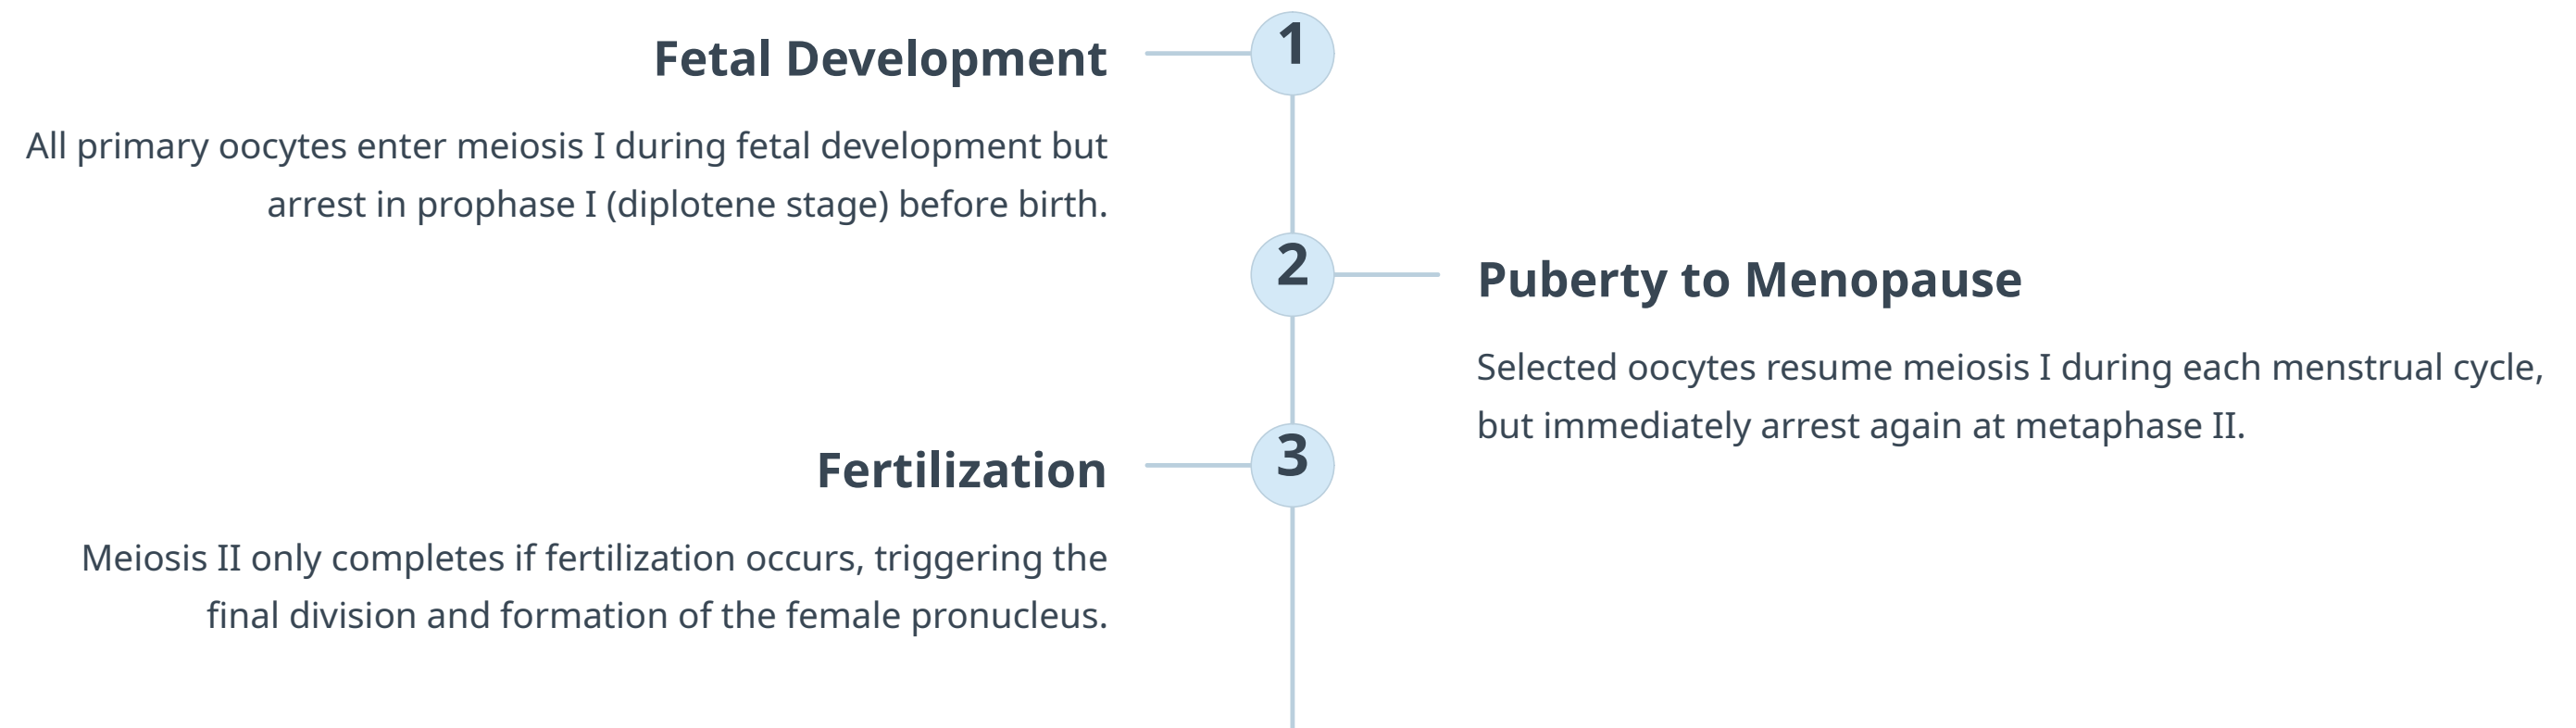 1
Fetal Development
All primary oocytes enter meiosis I during fetal development but
arrest in prophase I (diplotene stage) before birth.
2
Puberty to Menopause
Selected oocytes resume meiosis I during each menstrual cycle,
but immediately arrest again at metaphase II.
3
Fertilization
Meiosis II only completes if fertilization occurs, triggering the
final division and formation of the female pronucleus.